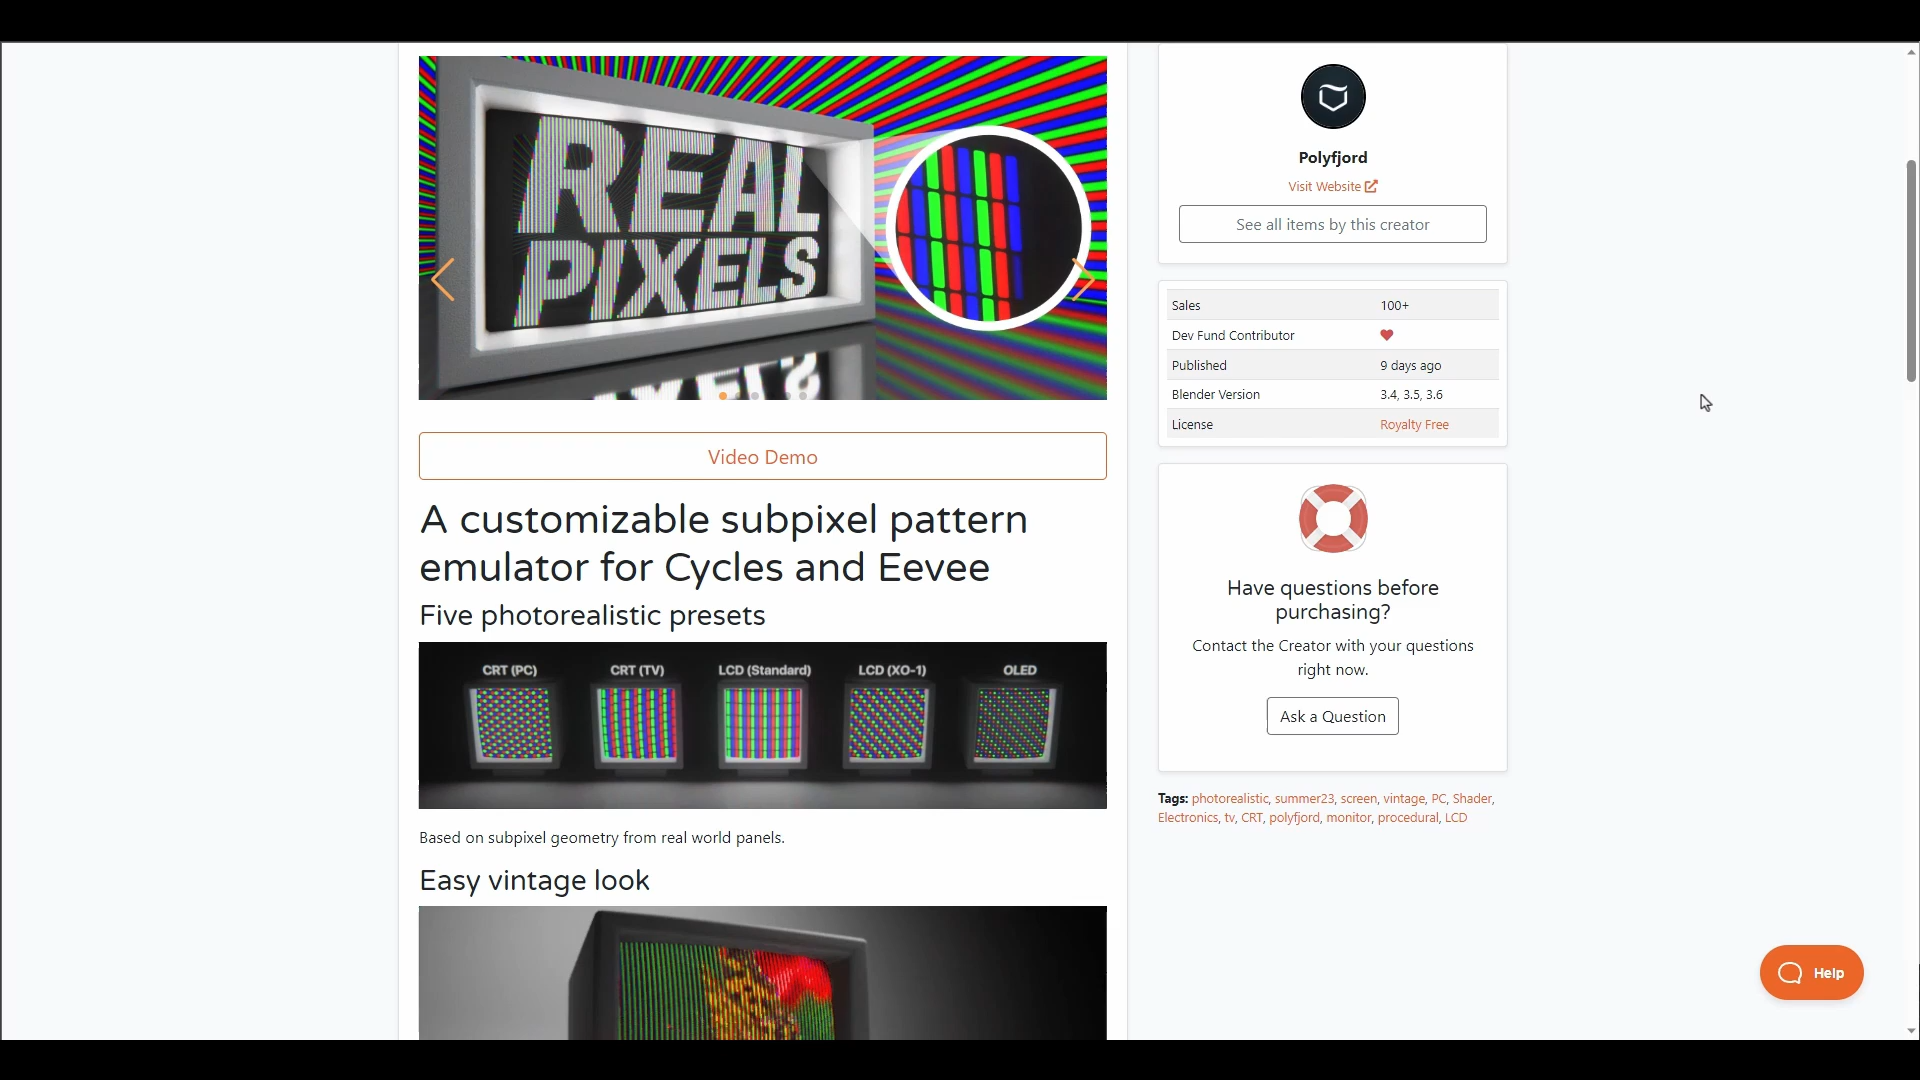 REAL
PIXELS
Video Demo
A customizable subpixel pattern
emulator for Cycles and Eevee
Five photorealistic presets
CRT (PC) CRT (TV) LCD (Standard) LCD (XO-1) OLED
Based on subpixel geometry from real world panels.
Easy vintage look
Polyfjord
Visit Website
See all items by this creator
Sales 100+
Dev Fund Contributor
Published 9 days ago
Blender Version 3.4, 3.5, 3.6
License Royalty Free
Have questions before
purchasing?
Contact the Creator with your questions
right now.
Ask a Question
Tags: photorealistic, summer23, screen, vintage, PC, Shader,
Electronics, tv, CRT, polyfjord, monitor, procedural, LCD
Help